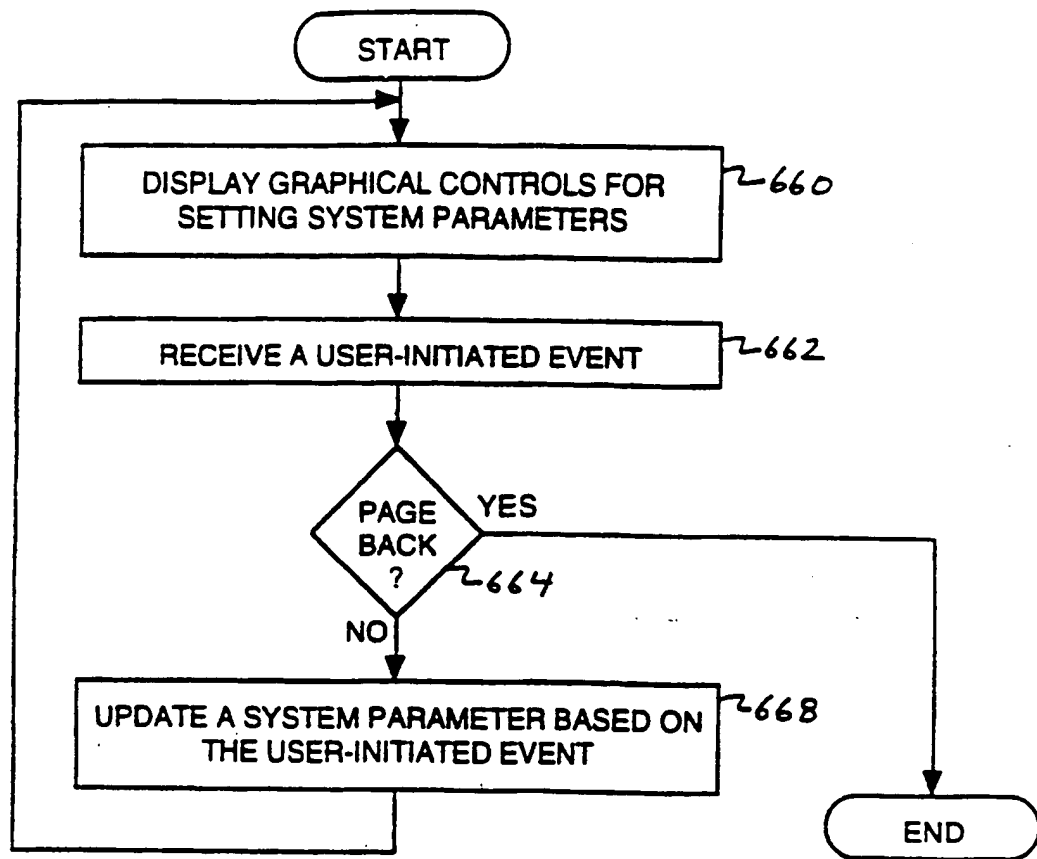 START
DISPLAY GRAPHICAL CONTROLS FOR
SETTING SYSTEM PARAMETERS
660
RECEIVE A USER-INITIATED EVENT
662
PAGE
BACK
?
YES
664
NO
UPDATE A SYSTEM PARAMETER BASED ON
THE USER-INITIATED EVENT
668
END